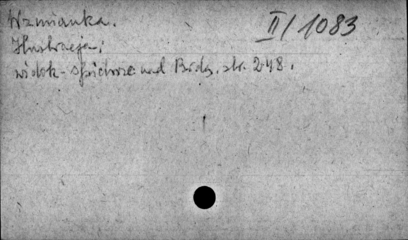 Wzmianka. II/1083
Ilustracja:
widok - spichrze nad Brdą. str. 248.